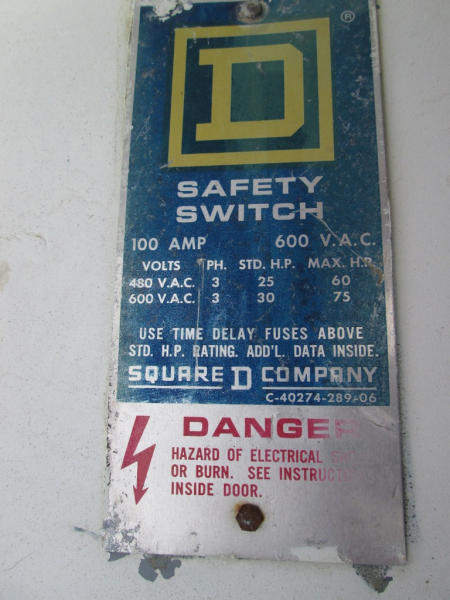 D ®
SAFETY
SWITCH
100 AMP 600 V.A.C.
VOLTS PH. STD. H.P. MAX. H.P.
480 V.A.C. 3 25 60
600 V.A.C. 3 30 75
USE TIME DELAY FUSES ABOVE
STD. H.P. RATING. ADD'L. DATA INSIDE.
SQUARE D COMPANY
C-40274-289-06
DANGER
HAZARD OF ELECTRICAL
OR BURN. SEE INSTRUCTIONS
INSIDE DOOR.